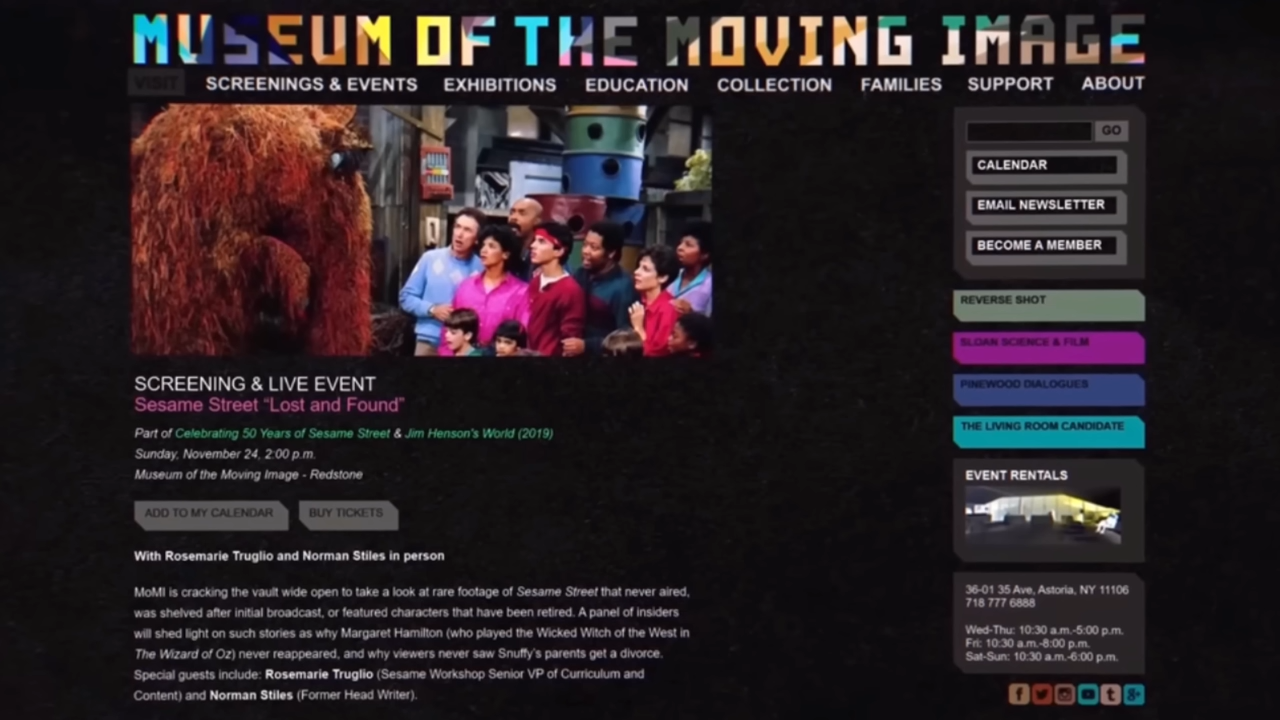 MUSEUM OF THE MOVING IMAGE
VISIT SCREENINGS & EVENTS EXHIBITIONS EDUCATION COLLECTION FAMILIES SUPPORT ABOUT
GO
CALENDAR
EMAIL NEWSLETTER
BECOME A MEMBER
REVERSE SHOT
SLOAN SCIENCE & FILM
PINEWOOD DIALOGUES
THE LIVING ROOM CANDIDATE
SCREENING & LIVE EVENT
Sesame Street “Lost and Found”
Part of Celebrating 50 Years of Sesame Street & Jim Henson's World (2019)
Sunday, November 24, 2:00 p.m.
Museum of the Moving Image - Redstone
ADD TO MY CALENDAR BUY TICKETS
With Rosemarie Truglio and Norman Stiles in person
MoMI is cracking the vault wide open to take a look at rare footage of Sesame Street that never aired,
was shelved after initial broadcast, or featured characters that have been retired. A panel of insiders
will shed light on such stories as why Margaret Hamilton (who played the Wicked Witch of the West in
The Wizard of Oz) never reappeared, and why viewers never saw Snuffy's parents get a divorce.
Special guests include: Rosemarie Truglio (Sesame Workshop Senior VP of Curriculum and
Content) and Norman Stiles (Former Head Writer).
EVENT RENTALS
36-01 35 Ave, Astoria, NY 11106
718 777 6888
Wed-Thu: 10:30 a.m.-5:00 p.m.
Fri: 10:30 a.m.-8:00 p.m.
Sat-Sun: 10:30 a.m.-6:00 p.m.
f t g+